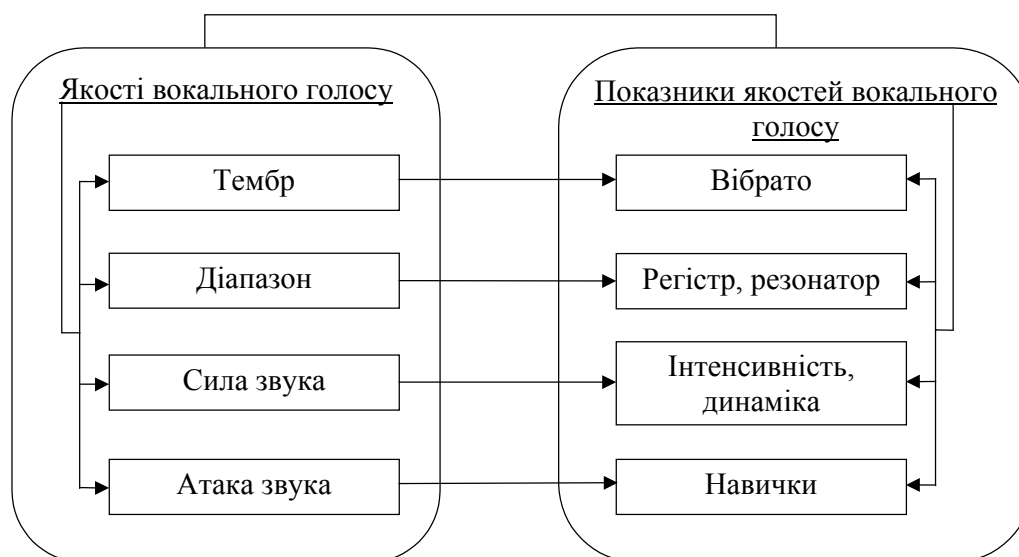 Якості вокального голосу
Показники якостей вокального
голосу
Тембр
Вібрато
Діапазон
Регістр, резонатор
Сила звука
Інтенсивність,
динаміка
Атака звука
Навички